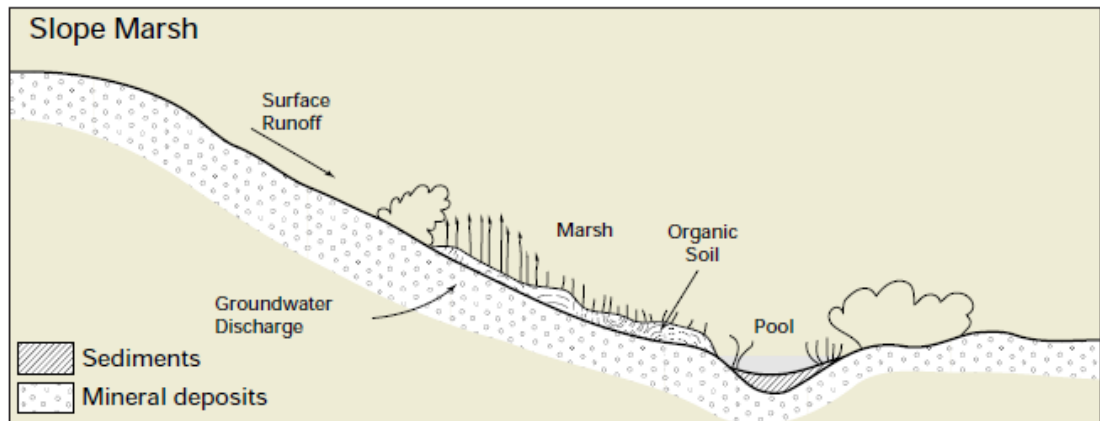 Slope Marsh
Surface
Runoff
Marsh
Organic
Soil
Groundwater
Discharge
Pool
Sediments
Mineral deposits